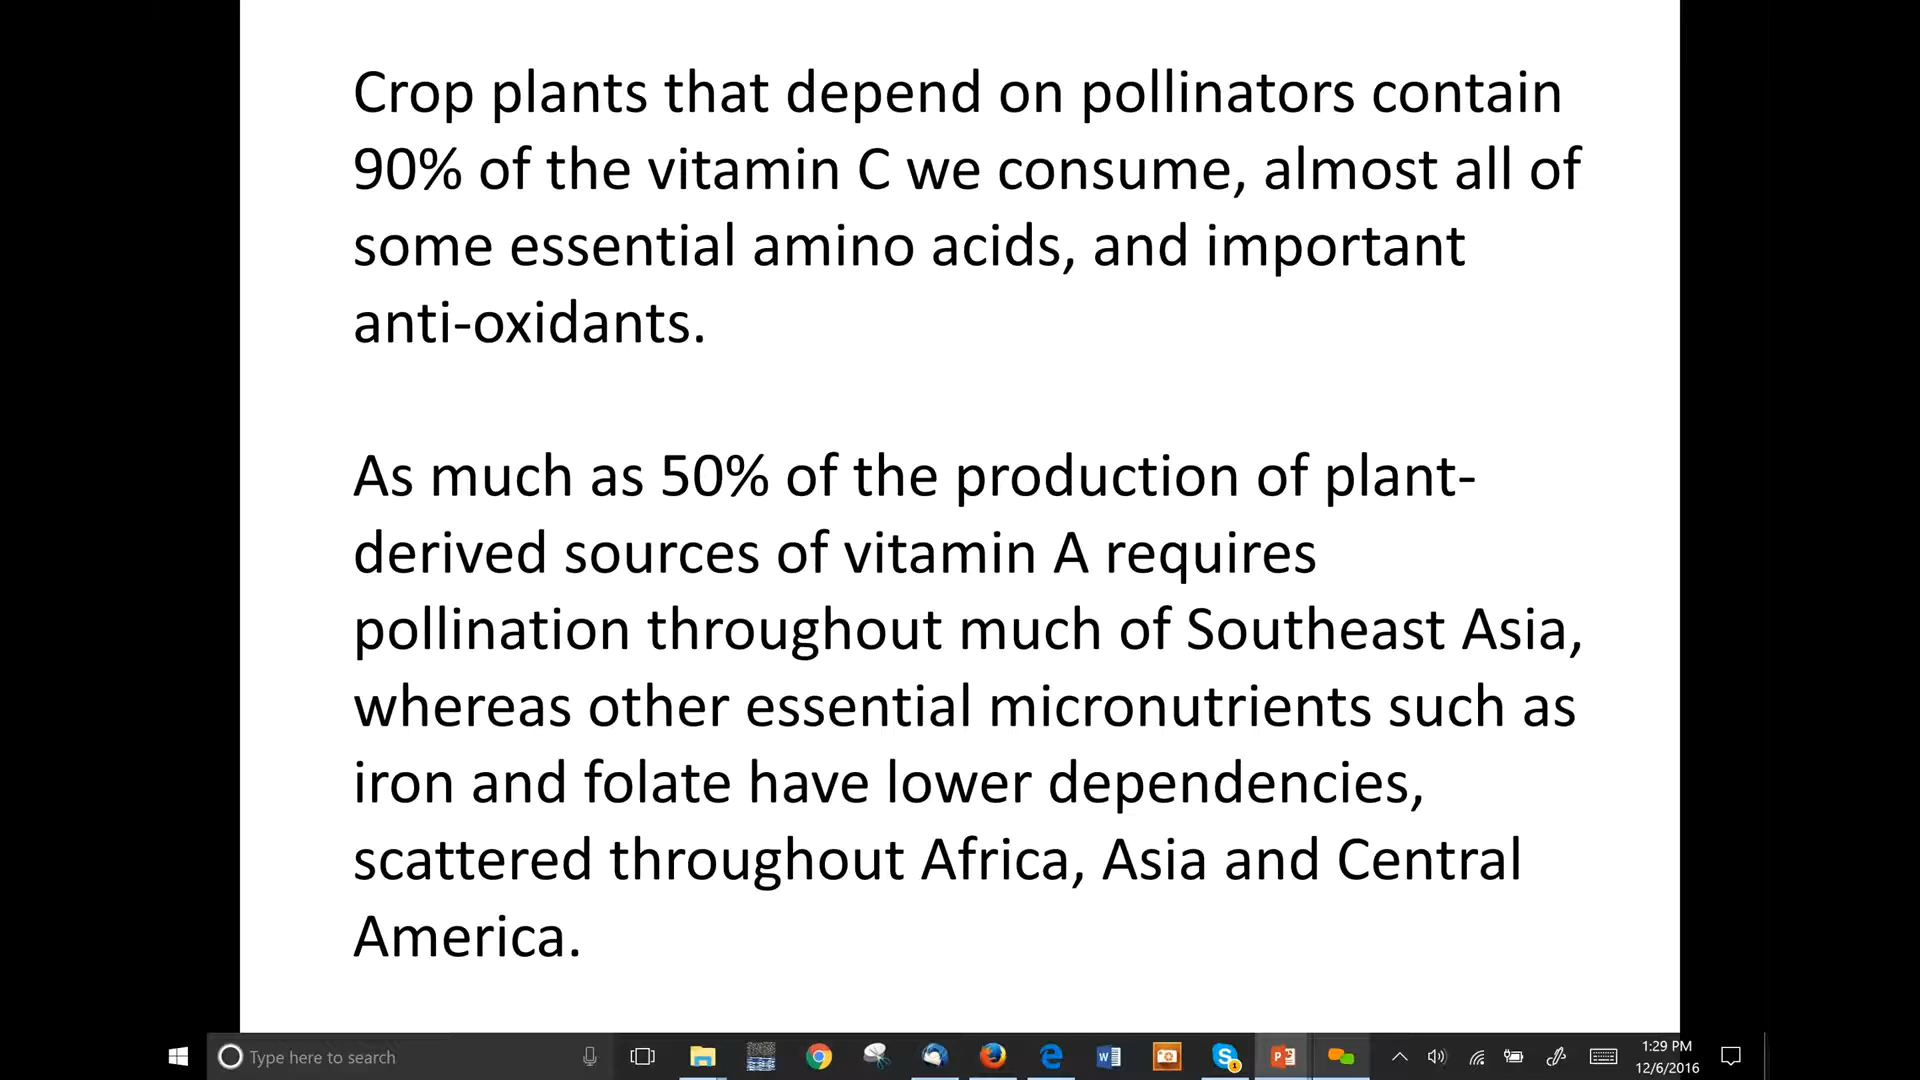 Crop plants that depend on pollinators contain
90% of the vitamin C we consume, almost all of
some essential amino acids, and important
anti-oxidants.
As much as 50% of the production of plant-
derived sources of vitamin A requires
pollination throughout much of Southeast Asia,
whereas other essential micronutrients such as
iron and folate have lower dependencies,
scattered throughout Africa, Asia and Central
America.
Type here to search
1:29 PM
12/6/2016